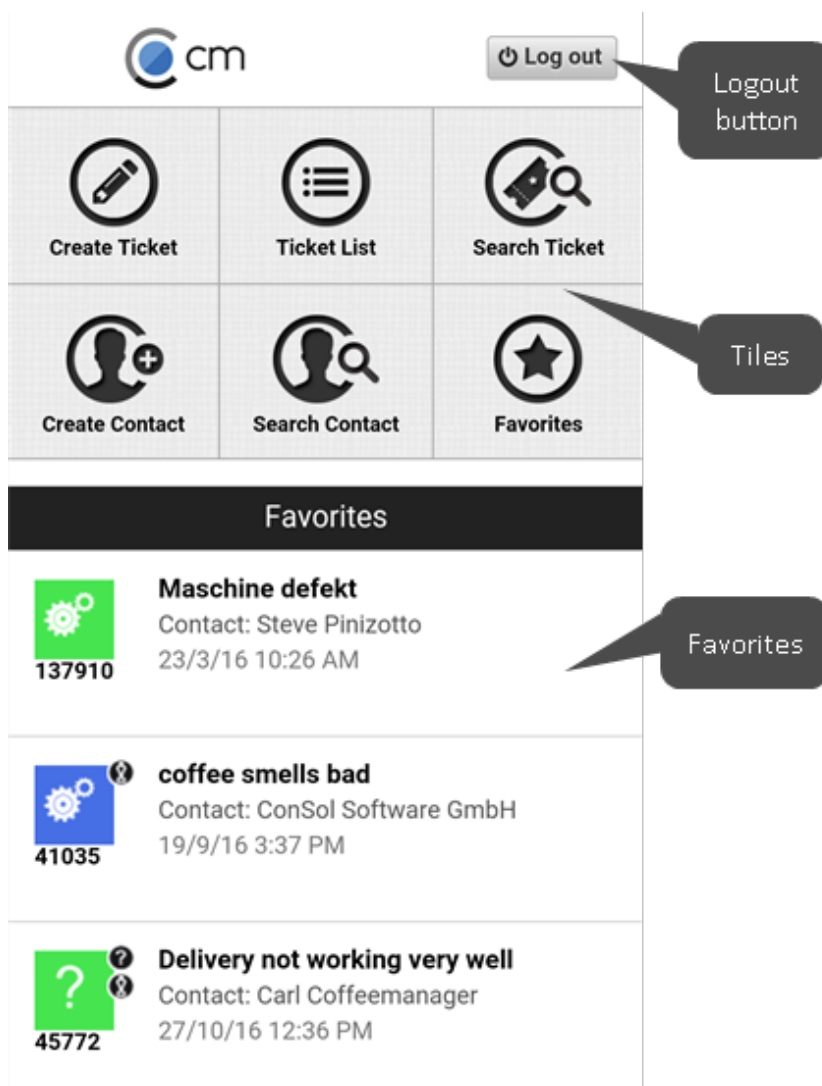 cm
Log out
Logout
button
Create Ticket
Ticket List
Search Ticket
Tiles
Create Contact
Search Contact
Favorites
Favorites
Maschine defekt
Contact: Steve Pinizotto
23/3/16 10:26 AM
137910
Favorites
coffee smells bad
Contact: ConSol Software GmbH
19/9/16 3:37 PM
41035
?
?
Delivery not working very well
Contact: Carl Coffeemanager
27/10/16 12:36 PM
45772